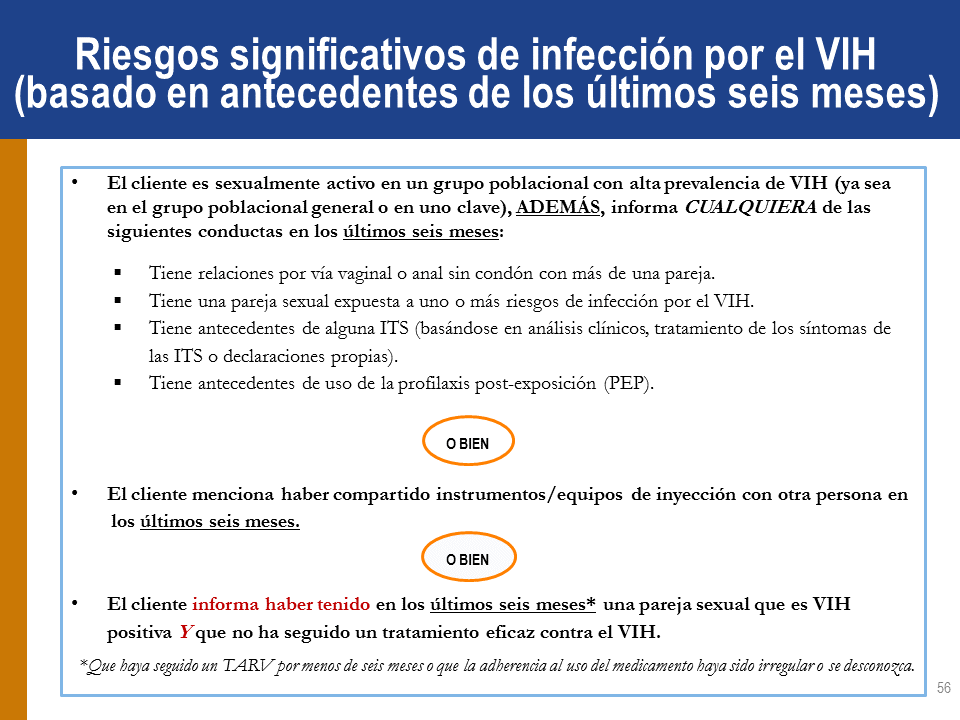 Riesgos significativos de infección por el VIH
(basado en antecedentes de los últimos seis meses)
• El cliente es sexualmente activo en un grupo poblacional con alta prevalencia de VIH (ya sea
en el grupo poblacional general o en uno clave), ADEMÁS, informa CUALQUIERA de las
siguientes conductas en los últimos seis meses:
▪ Tiene relaciones por vía vaginal o anal sin condón con más de una pareja.
▪ Tiene una pareja sexual expuesta a uno o más riesgos de infección por el VIH.
▪ Tiene antecedentes de alguna ITS (basándose en análisis clínicos, tratamiento de los síntomas de
las ITS o declaraciones propias).
▪ Tiene antecedentes de uso de la profilaxis post-exposición (PEP).
O BIEN
• El cliente menciona haber compartido instrumentos/equipos de inyección con otra persona en
los últimos seis meses.
O BIEN
• El cliente informa haber tenido en los últimos seis meses* una pareja sexual que es VIH
positiva Y que no ha seguido un tratamiento eficaz contra el VIH.
*Que haya seguido un TARV por menos de seis meses o que la adherencia al uso del medicamento haya sido irregular o se desconozca.
56